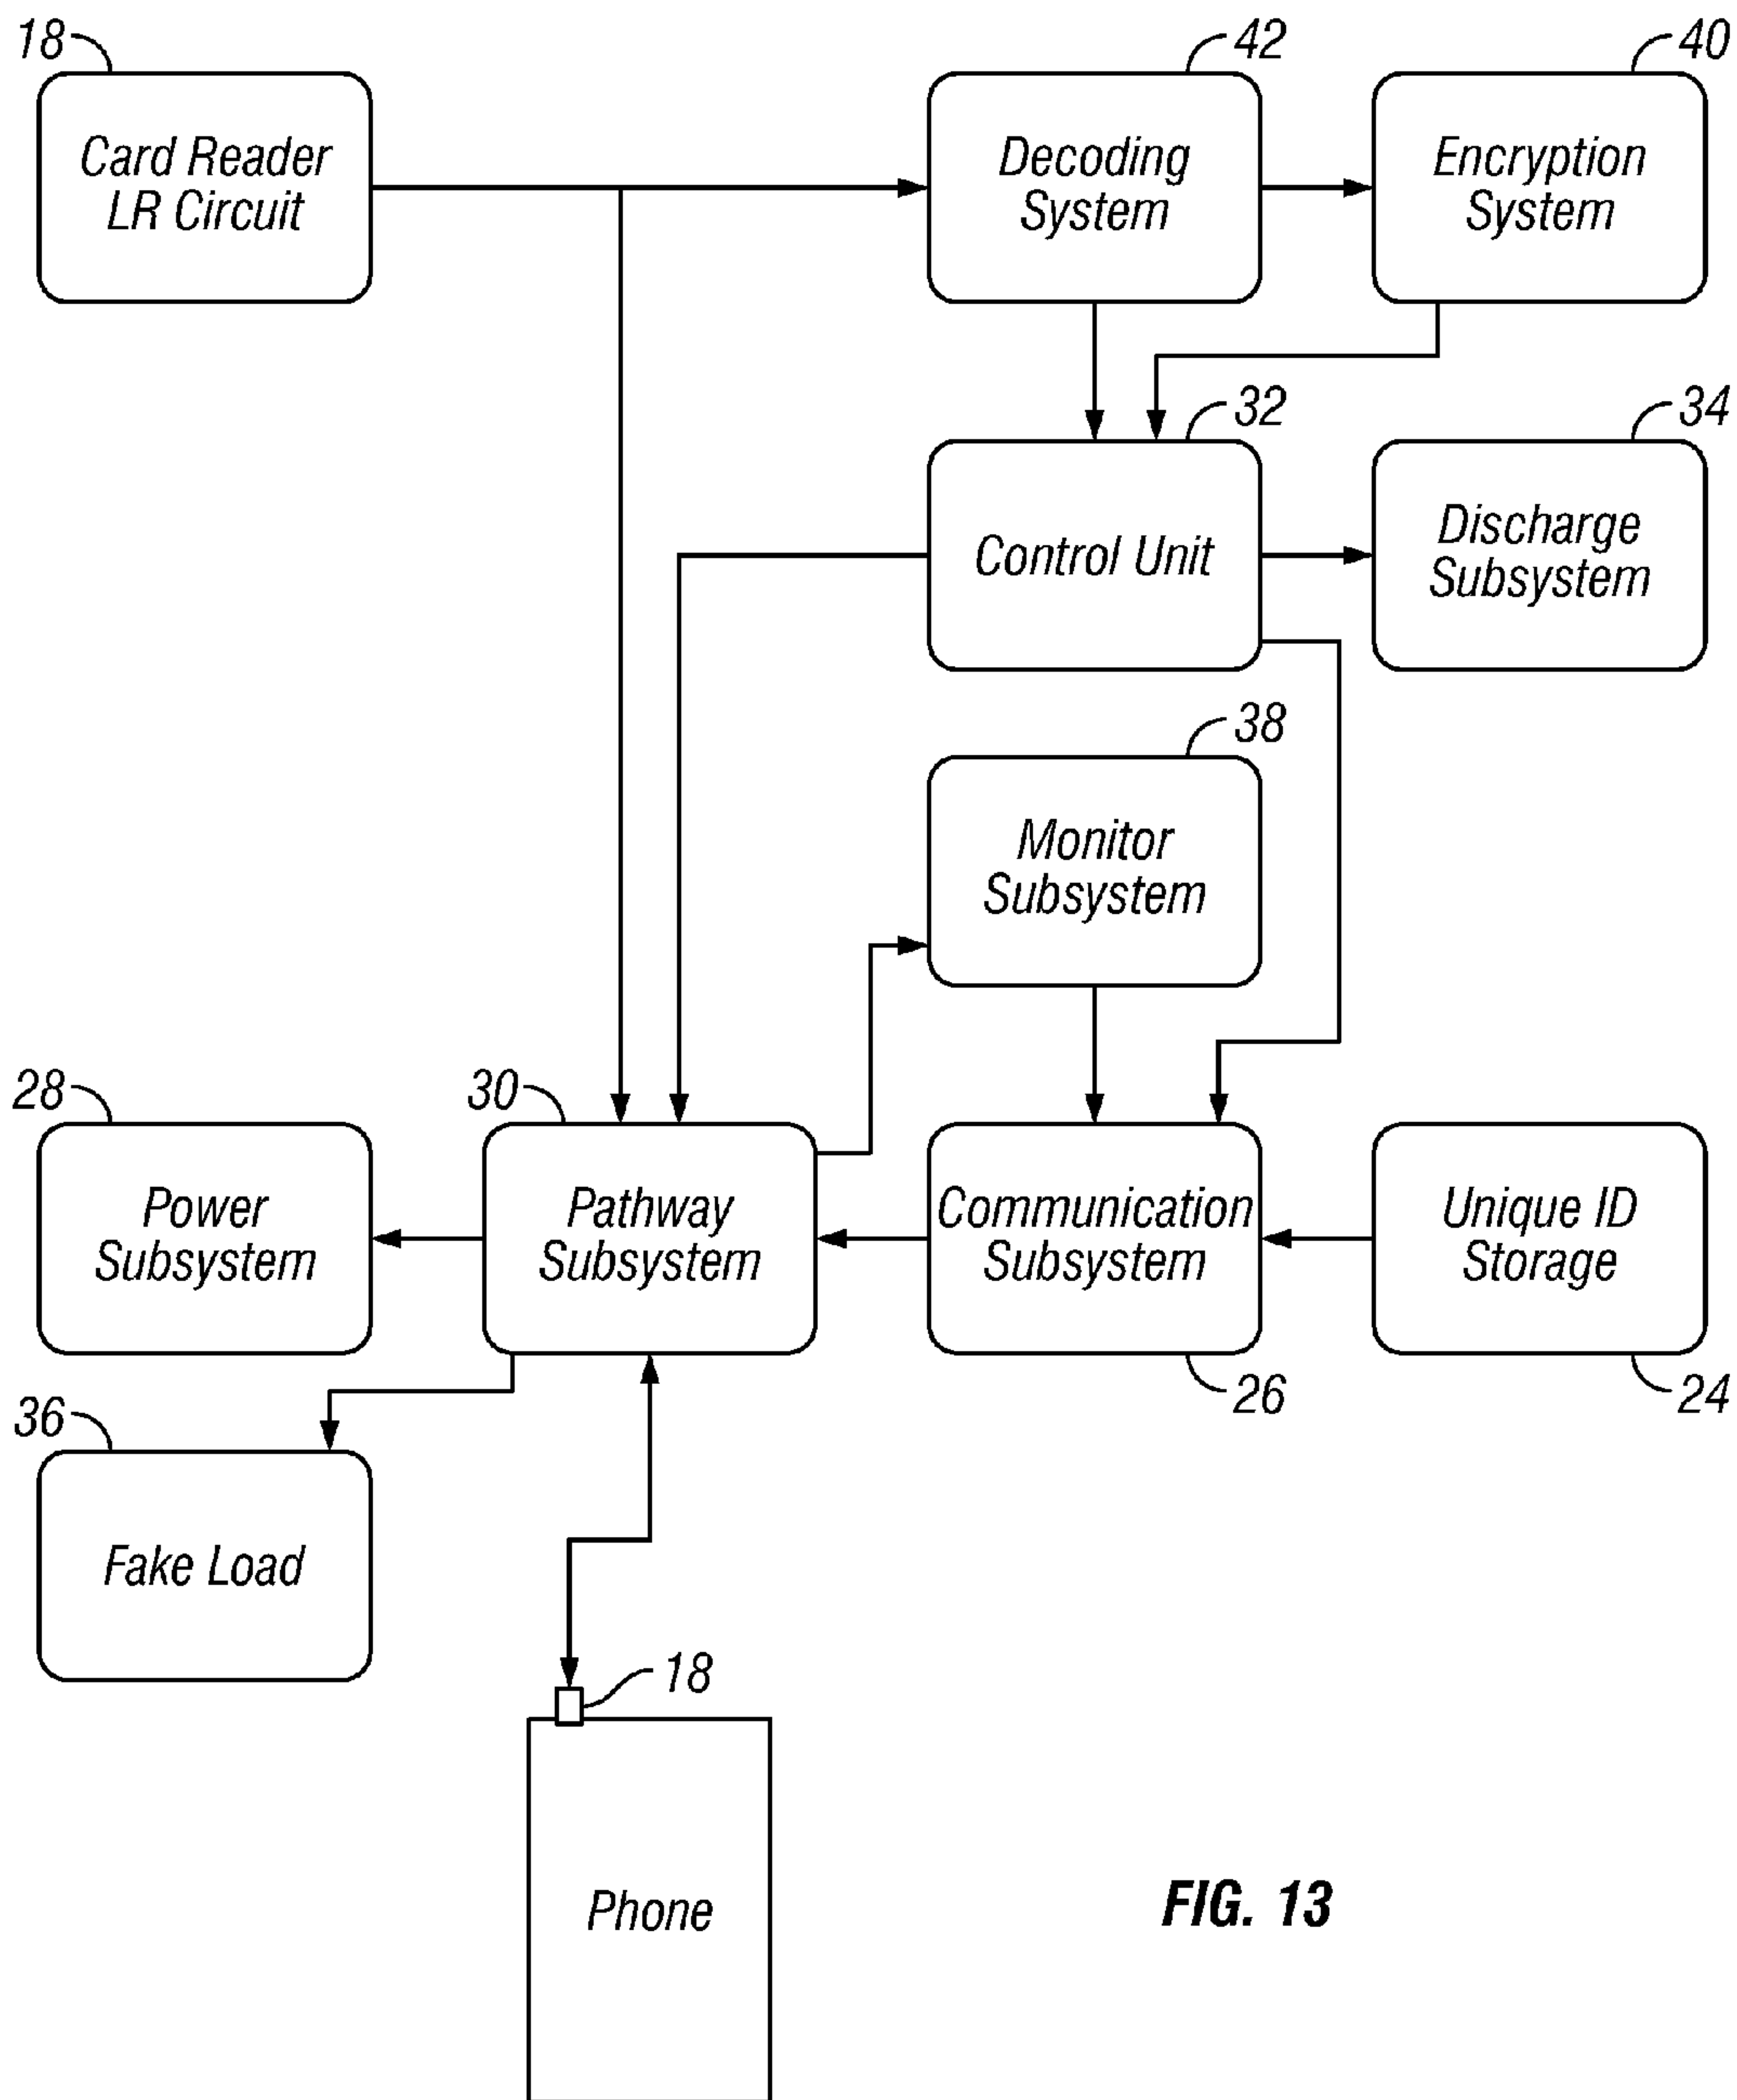 18
42
40
Card Reader
LR Circuit
Decoding
System
Encryption
System
32
34
Control Unit
Discharge
Subsystem
38
Monitor
Subsystem
28
30
Power
Subsystem
Pathway
Subsystem
Communication
Subsystem
Unique ID
Storage
26
24
36
Fake Load
18
Phone
FIG. 13